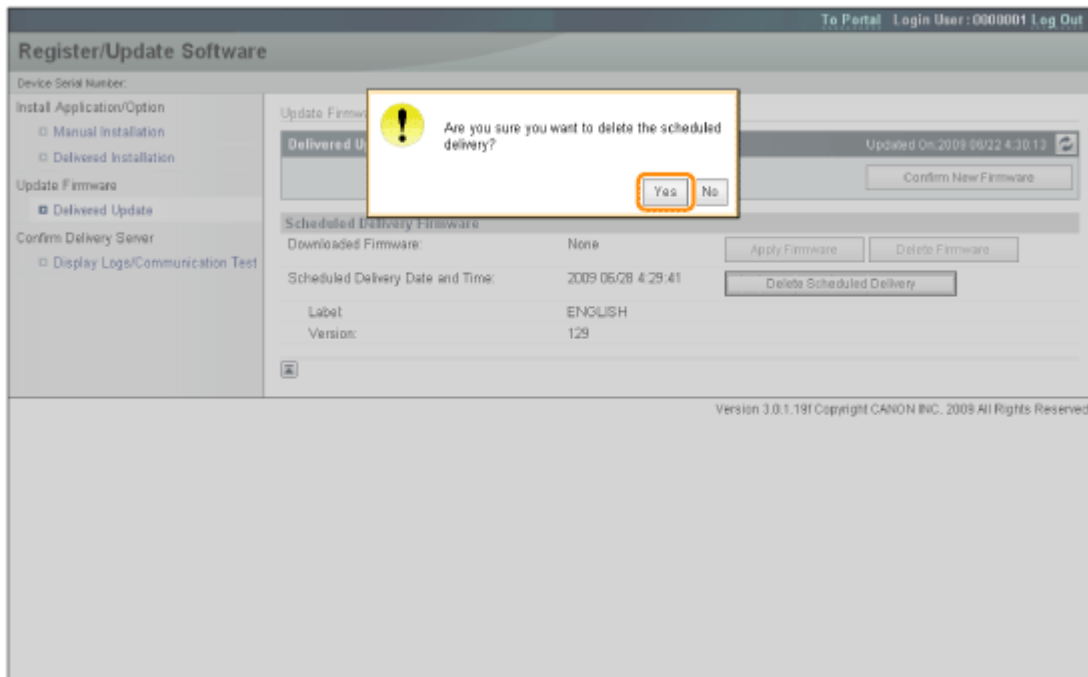 To Portal Login User : 0000001 Log Out
Register/Update Software
Device Serial Number:
Install Application/Option
Manual Installation
Delivered Installation
Update Firmware
Delivered Update
Confirm Delivery Server
Display Logs/Communication Test
Update Firmw
Delivered U
Updated On:2009 06/22 4:30:13
Confirm New Firmware
Are you sure you want to delete the scheduled
delivery?
Yes No
Scheduled Delivery Firmware
Downloaded Firmware: None Apply Firmware Delete Firmware
Scheduled Delivery Date and Time: 2009 06/28 4:29:41 Delete Scheduled Delivery
Label: ENGLISH
Version: 129
Version 3.0.1.19f Copyright CANON INC. 2009 All Rights Reserved